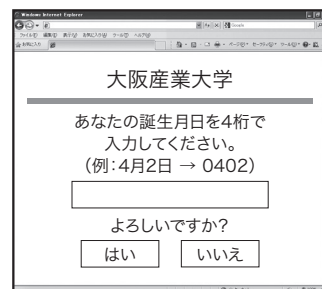 Windows Internet Explorer
Google
大阪産業大学
あなたの誕生月日を4桁で
入力してください。
（例：4月2日 → 0402）
よろしいですか？
はい
いいえ